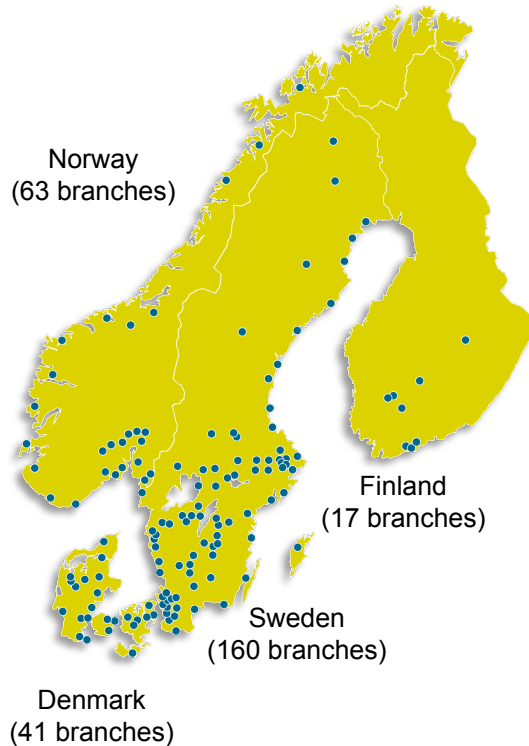 Norway
(63 branches)
Finland
(17 branches)
Sweden
(160 branches)
Denmark
(41 branches)